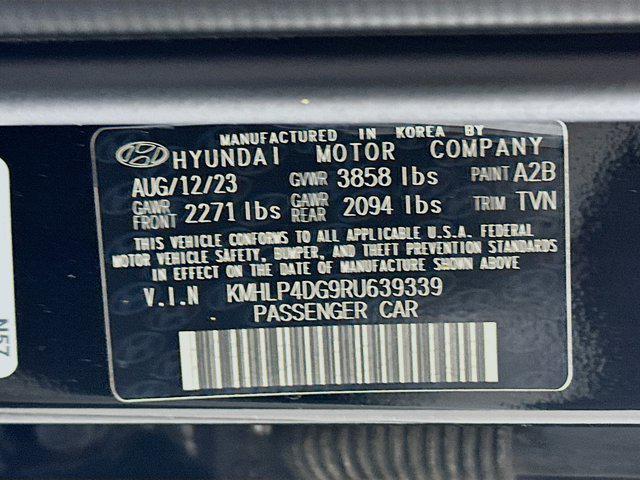 MANUFACTURED IN KOREA BY
HYUNDAI MOTOR COMPANY
AUG/12/23 GVWR 3858 lbs PAINT A2B
GAWR FRONT 2271 lbs GAWR REAR 2094 lbs TRIM TVN
THIS VEHICLE CONFORMS TO ALL APPLICABLE U.S.A. FEDERAL
MOTOR VEHICLE SAFETY, BUMPER, AND THEFT PREVENTION STANDARDS
IN EFFECT ON THE DATE OF MANUFACTURE SHOWN ABOVE
V.I.N KMHLP4DG9RU639339
PASSENGER CAR
N57